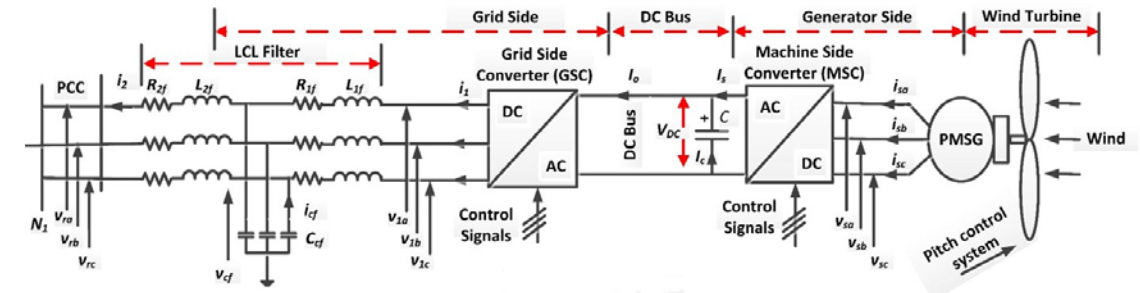 Grid Side
DC Bus
Generator Side
Wind Turbine
LCL Filter
Grid Side
Converter (GSC)
Machine Side
Converter (MSC)
PCC
i2
R2f
L2f
R1f
L1f
i1
Io
Is
DC
AC
DC Bus
VDC
+
C
Ic
AC
DC
isa
isb
isc
PMSG
Wind
N1
vra
vrb
vrc
vcf
icf
Ccf
v1a
v1b
v1c
Control
Signals
Control
Signals
vsa
vsb
vsc
Pitch control
system